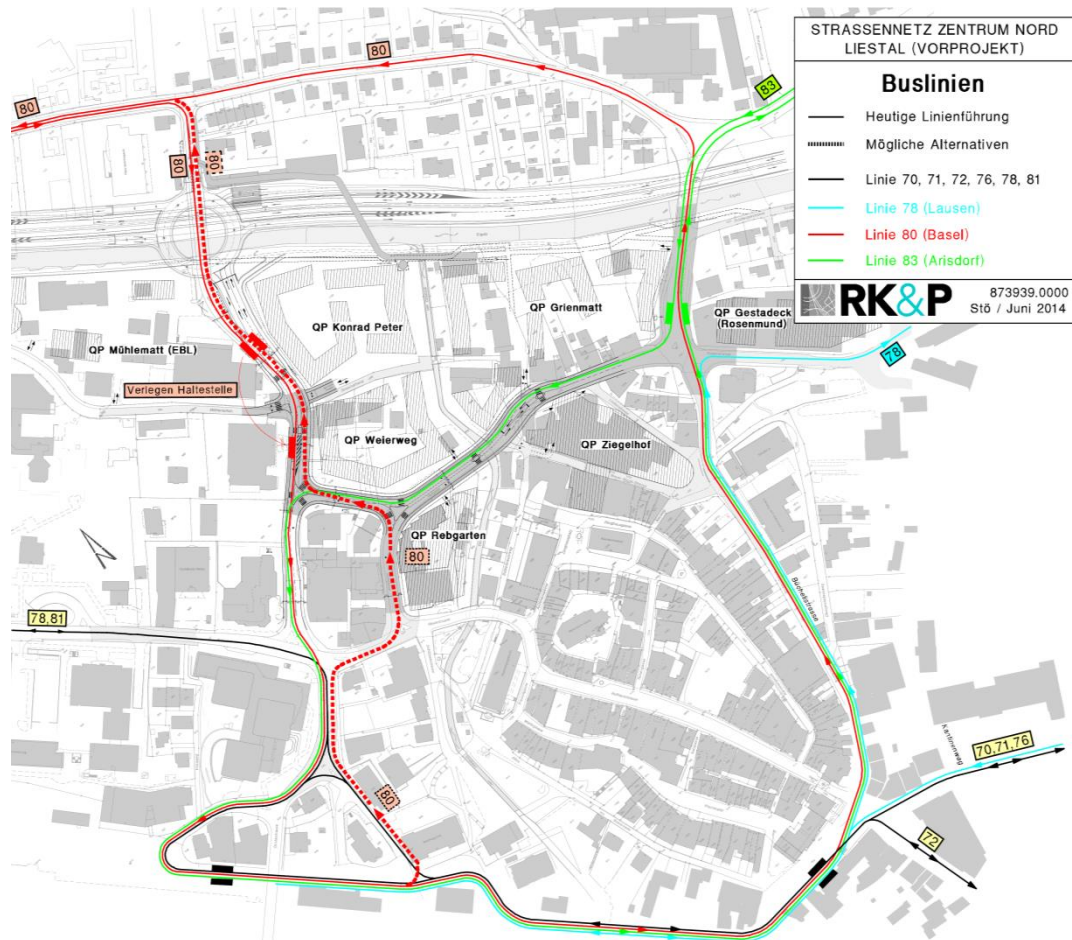 STRASSENNETZ ZENTRUM NORD
LIESTAL (VORPROJEKT)
Buslinien
Heutige Linienführung
Mögliche Alternativen
Linie 70, 71, 72, 76, 78, 81
Linie 78 (Lausen)
Linie 80 (Basel)
Linie 83 (Arisdorf)
RK&P
873939.0000
Stö / Juni 2014
80
80
83
80
80
QP Konrad Peter
QP Grienmatt
QP Gestadeck
(Rosenmund)
QP Mühlematt (EBL)
78
Verlegen Haltestelle
QP Weierweg
QP Ziegelhof
QP Rebgarten
80
Büchelistrasse
78,81
Kantinenweg
70,71,76
80
72